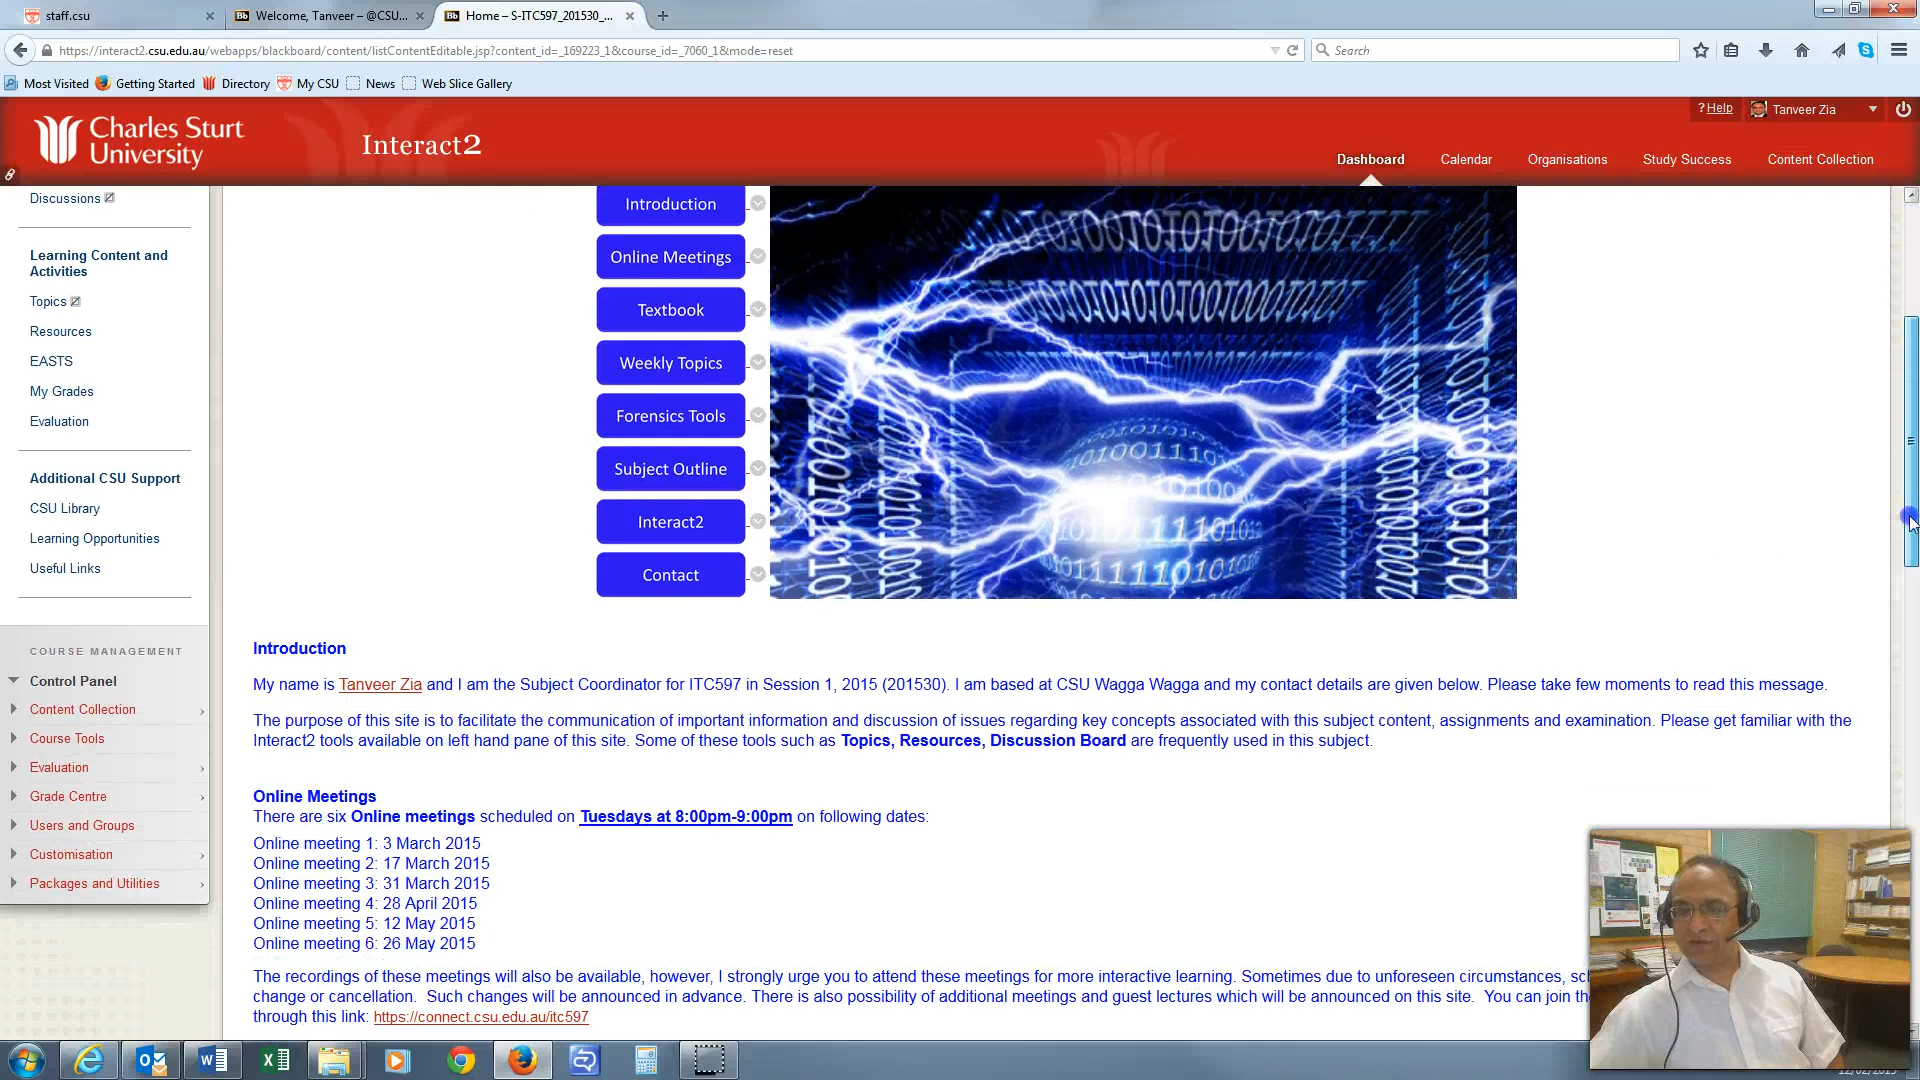 staff.csu
Welcome, Tanveer – @CSU...
Home – S-ITC597_201530_...
https://interact2.csu.edu.au/webapps/blackboard/content/listContentEditable.jsp?content_id=_169223_1&course_id=_7060_1&mode=reset
Search
Most Visited
Getting Started
Directory
My CSU
News
Web Slice Gallery
Charles Sturt
University
Interact2
? Help
Tanveer Zia
Dashboard
Calendar
Organisations
Study Success
Content Collection
Discussions
Learning Content and
Activities
Topics
Resources
EASTS
My Grades
Evaluation
Additional CSU Support
CSU Library
Learning Opportunities
Useful Links
COURSE MANAGEMENT
Control Panel
Content Collection
Course Tools
Evaluation
Grade Centre
Users and Groups
Customisation
Packages and Utilities
Introduction
Online Meetings
Textbook
Weekly Topics
Forensics Tools
Subject Outline
Interact2
Contact
Introduction
My name is Tanveer Zia and I am the Subject Coordinator for ITC597 in Session 1, 2015 (201530). I am based at CSU Wagga Wagga and my contact details are given below. Please take few moments to read this message.
The purpose of this site is to facilitate the communication of important information and discussion of issues regarding key concepts associated with this subject content, assignments and examination. Please get familiar with the
Interact2 tools available on left hand pane of this site. Some of these tools such as Topics, Resources, Discussion Board are frequently used in this subject.
Online Meetings
There are six Online meetings scheduled on Tuesdays at 8:00pm-9:00pm on following dates:
Online meeting 1: 3 March 2015
Online meeting 2: 17 March 2015
Online meeting 3: 31 March 2015
Online meeting 4: 28 April 2015
Online meeting 5: 12 May 2015
Online meeting 6: 26 May 2015
The recordings of these meetings will also be available, however, I strongly urge you to attend these meetings for more interactive learning. Sometimes due to unforeseen circumstances,
change or cancellation. Such changes will be announced in advance. There is also possibility of additional meetings and guest lectures which will be announced on this site. You can join
through this link: https://connect.csu.edu.au/itc597